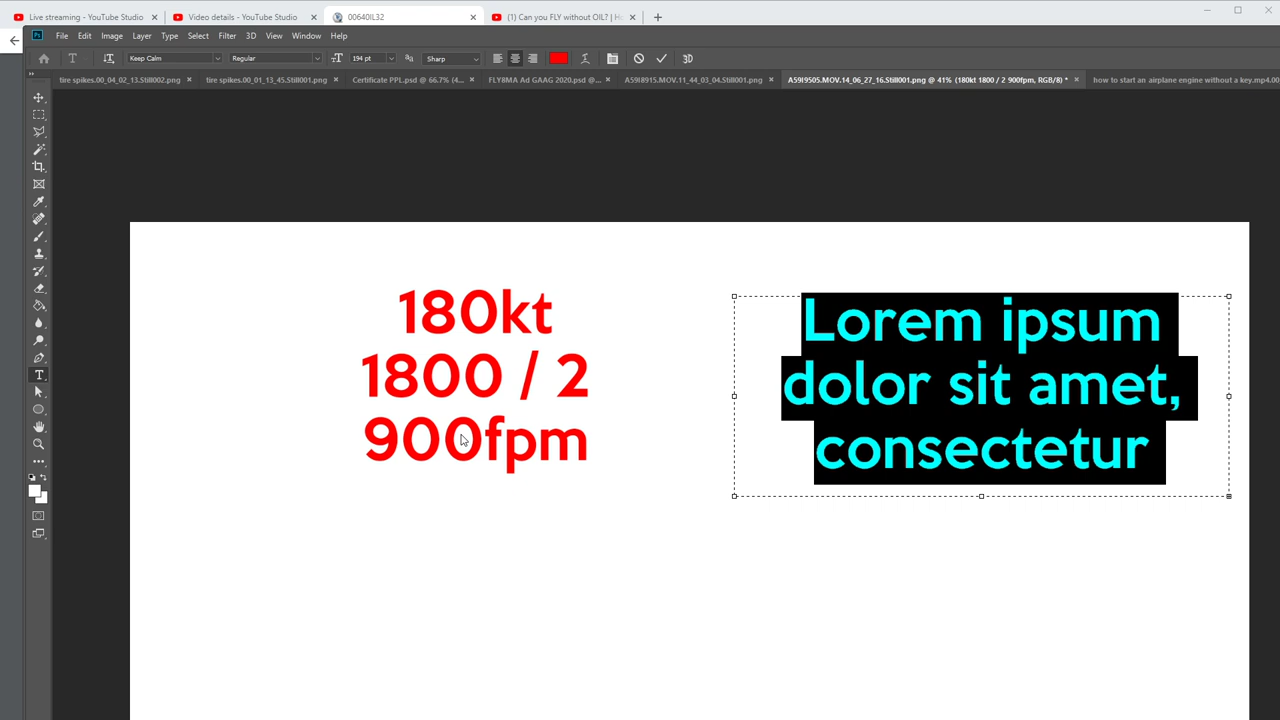 Live streaming - YouTube Studio
Video details - YouTube Studio
00640IL32
(1) Can you FLY without OIL? | H
Ps File Edit Image Layer Type Select Filter 3D View Window Help
Keep Calm Regular 194 pt Sharp 3D
tire spikes.00_04_02_13.Still002.png
tire spikes.00_01_13_45.Still001.png
Certificate PPL.psd @ 66.7% (4...
FLY8MA Ad GAAG 2020.psd @...
A59I8915.MOV.11_44_03_04.Still001.png
A59I9505.MOV.14_06_27_16.Still001.png @ 41% (180kt 1800 / 2 900fpm, RGB/8) *
how to start an airplane engine without a key.mp4.00
180kt
1800 / 2
900fpm
Lorem ipsum
dolor sit amet,
consectetur